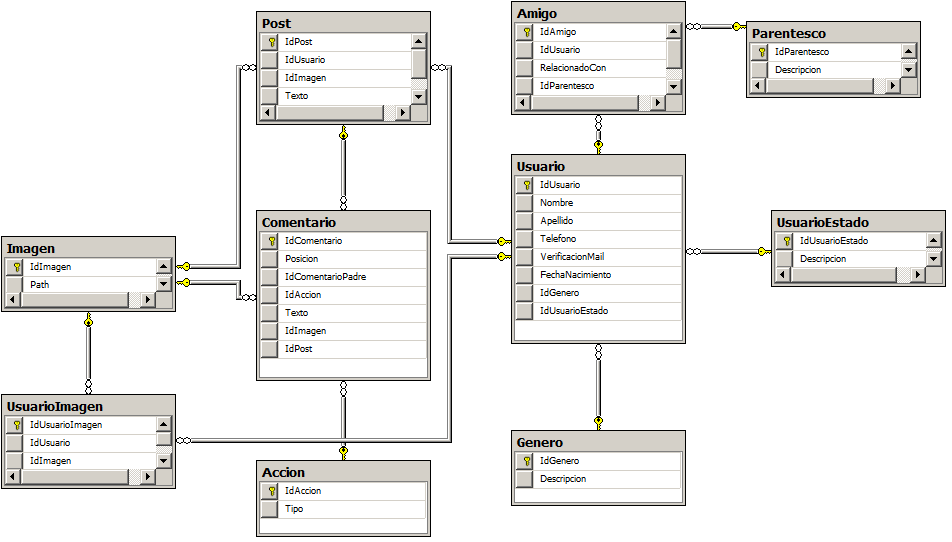 Post
IdPost
IdUsuario
IdImagen
Texto
Amigo
IdAmigo
IdUsuario
RelacionadoCon
IdParentesco
Parentesco
IdParentesco
Descripcion
Usuario
IdUsuario
Nombre
Apellido
Telefono
VerificacionMail
FechaNacimiento
IdGenero
IdUsuarioEstado
UsuarioEstado
IdUsuarioEstado
Descripcion
Comentario
IdComentario
Posicion
IdComentarioPadre
IdAccion
Texto
IdImagen
IdPost
Imagen
IdImagen
Path
UsuarioImagen
IdUsuarioImagen
IdUsuario
IdImagen
Accion
IdAccion
Tipo
Genero
IdGenero
Descripcion